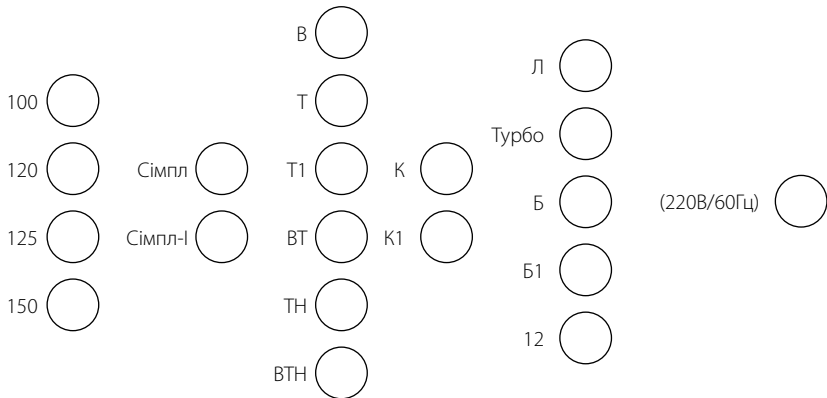 100
120
125
150
Сімпл
Сімпл-І
В
Т
Т1
ВТ
ТН
ВТН
К
К1
Л
Турбо
Б
Б1
12
(220В/60Гц)